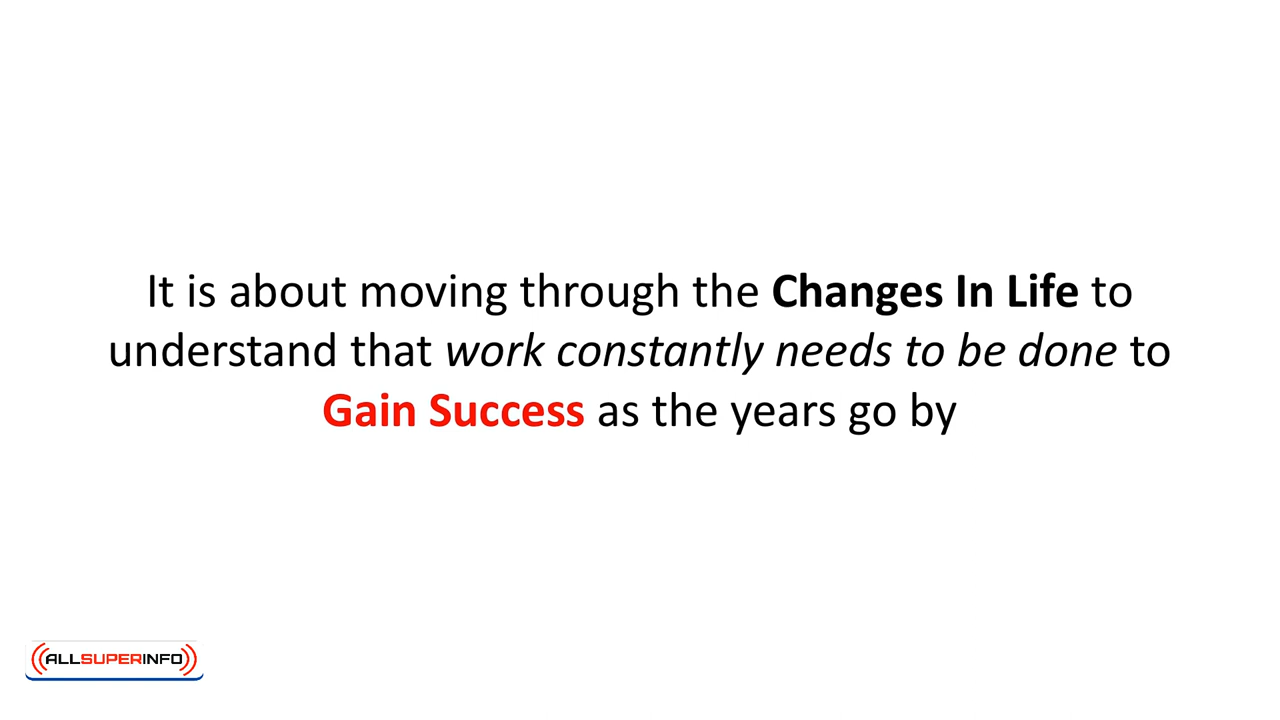 It is about moving through the Changes In Life to
understand that work constantly needs to be done to
Gain Success as the years go by
ALLSUPERINFO